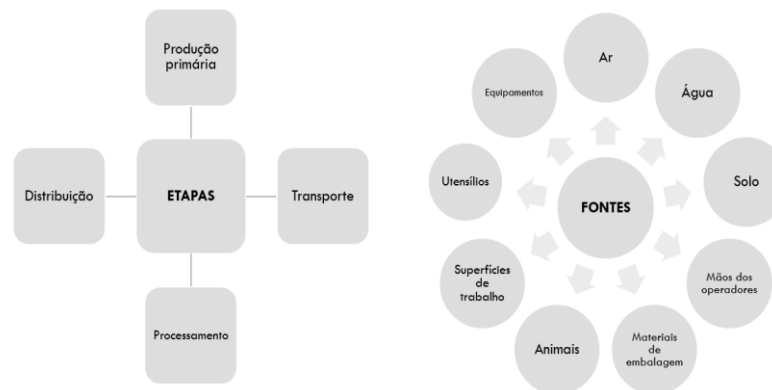 Produção
primária
Distribuição
ETAPAS
Transporte
Processamento
Ar
Água
Solo
Mãos dos
operadores
Materiais
de
embalagem
Animais
Superfícies
de
trabalho
Utensílios
Equipamentos
FONTES